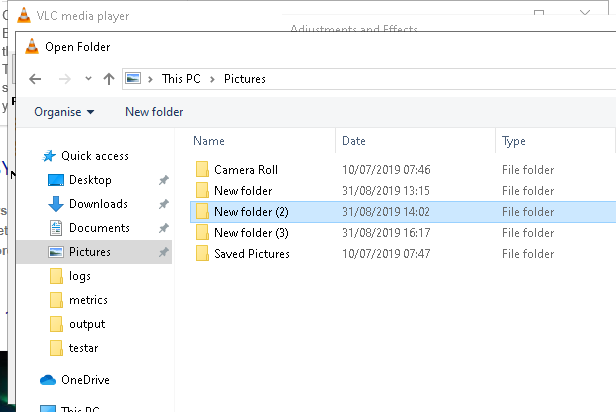 VLC media player
Adjustments and Effects
Open Folder
This PC > Pictures
Organise New folder
Name Date Type
Quick access
Desktop
Downloads
Documents
Pictures
logs
metrics
output
testar
OneDrive
This PC
Camera Roll 10/07/2019 07:46 File folder
New folder 31/08/2019 13:15 File folder
New folder (2) 31/08/2019 14:02 File folder
New folder (3) 31/08/2019 16:17 File folder
Saved Pictures 10/07/2019 07:47 File folder